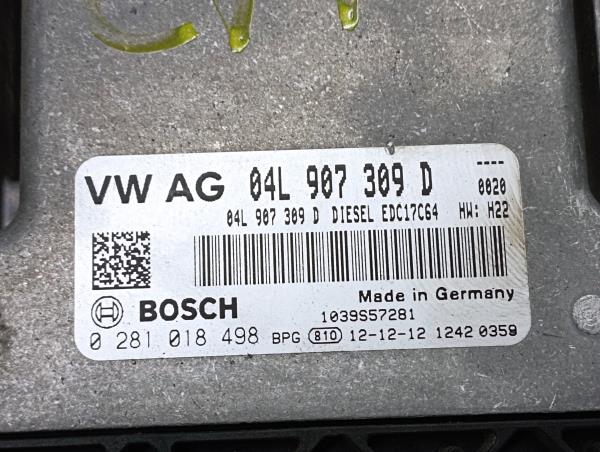 VW AG 04L 907 309 D
----
0020
04L 907 309 D DIESEL EDC17C64 HW: H22
BOSCH
Made in Germany
1039S57281
0 281 018 498 BPG 810 12-12-12 1242 0359